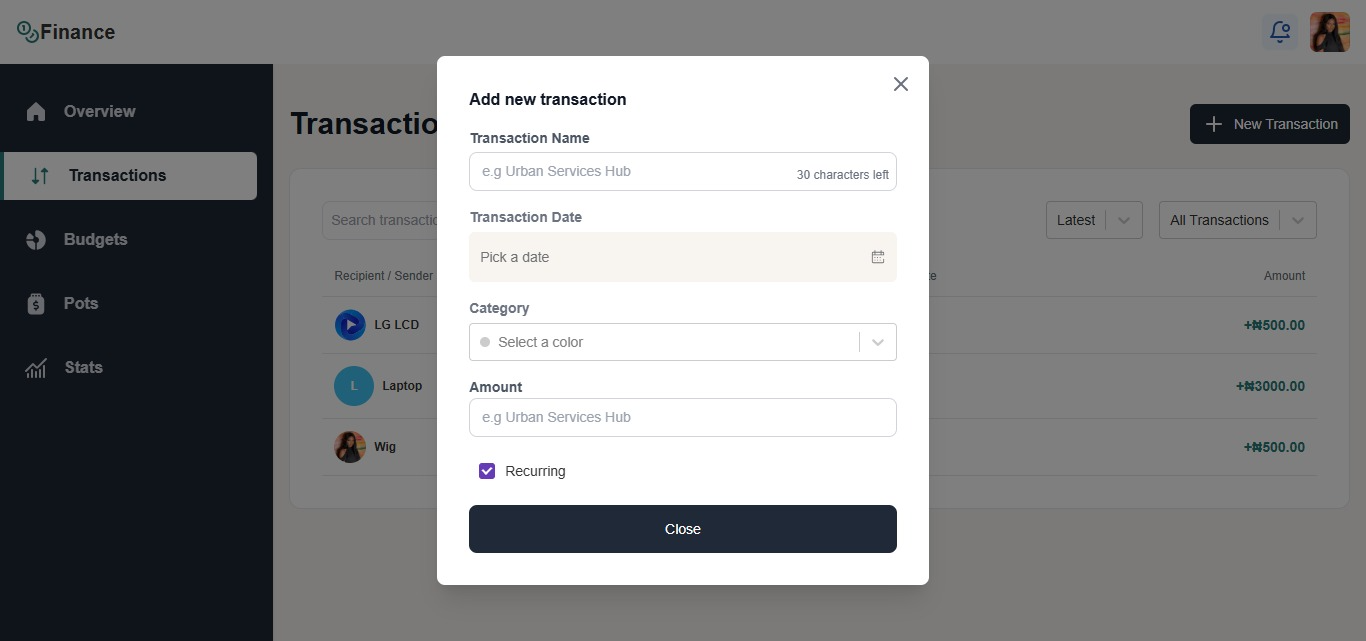 Finance
Overview
Transactions
Budgets
Pots
Stats
Transactio
New Transaction
Search transactio
Latest
All Transactions
Recipient / Sender
te
Amount
LG LCD
+₦500.00
L
Laptop
+₦3000.00
Wig
+₦500.00
Add new transaction
Transaction Name
e.g Urban Services Hub
30 characters left
Transaction Date
Pick a date
Category
Select a color
Amount
e.g Urban Services Hub
Recurring
Close